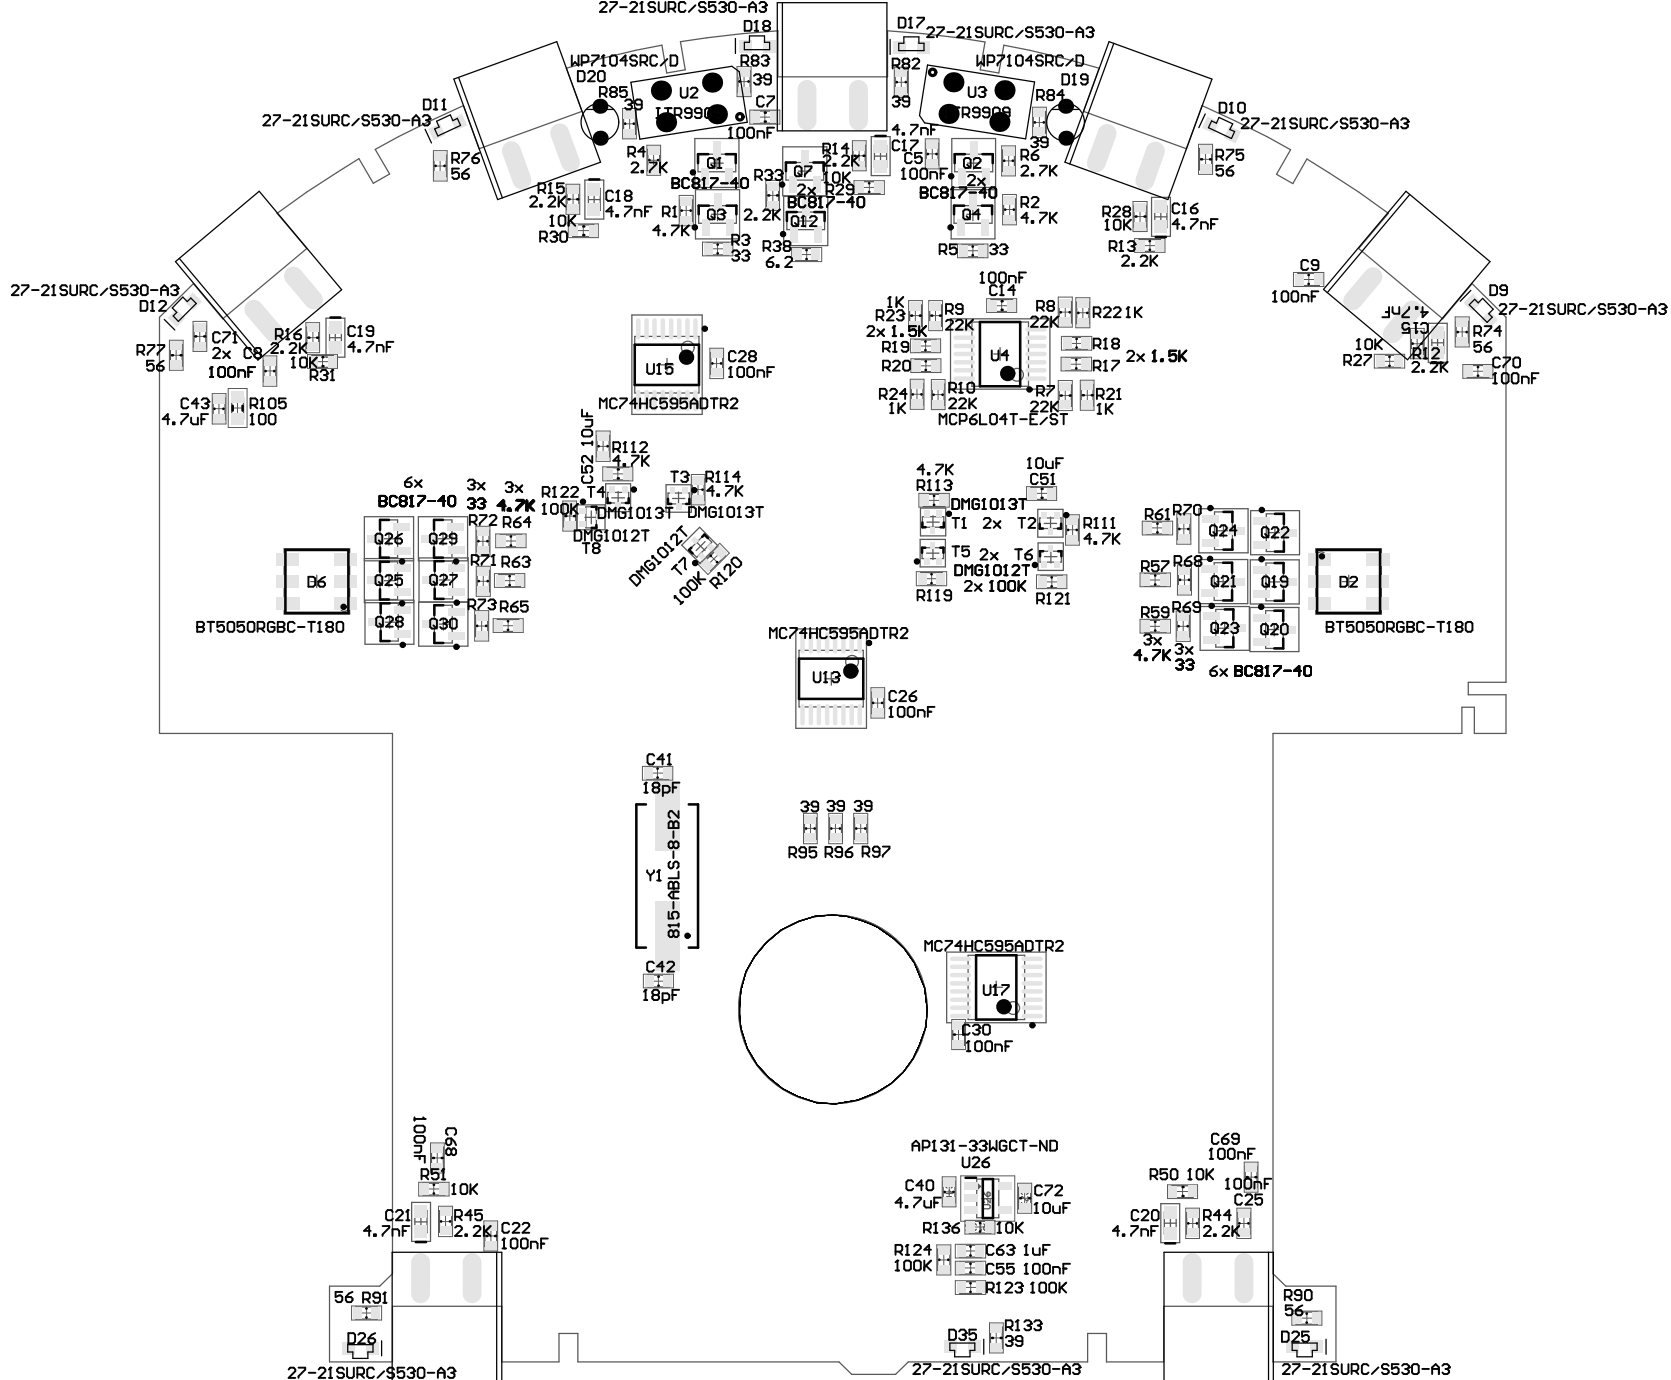 27-21SURC/S530-A3
D18
D17
27-21SURC/S530-A3
WP7104SRC/D
D20
R83
39
R82
39
WP7104SRC/D
D19
R85
39
U2
C7
100nF
U3
R84
39
D11
27-21SURC/S530-A3
D10
27-21SURC/S530-A3
R76
56
R4
2.7K
Q1
BC817-40
Q7
2x
BC817-40
R14
2.2K
10K
R29
4.7nF
C17
C5
100nF
Q2
2x
BC817-40
R6
2.7K
R75
56
R15
2.2K
10K
R30
C18
4.7nF
R1
4.7K
Q3
R3
33
R33
2.2K
Q12
R38
6.2
Q4
R5
33
R2
4.7K
R28
10K
C16
4.7nF
R13
2.2K
27-21SURC/S530-A3
D12
C9
100nF
D9
27-21SURC/S530-A3
100nF
C14
C71
2x
100nF
C8
R77
56
R16
2.2K
10K
R31
C19
4.7nF
U15
C28
100nF
MC74HC595ADTR2
1K
R23
R9
22K
2x 1.5K
R19
R20
R24
1K
R10
22K
U4
R8
22K
R22
1K
R18
R17
2x 1.5K
R7
22K
R21
1K
MCP6L04T-E/ST
4.7nF
C15
10K
R27
R12
2.2K
R74
56
C70
100nF
C43
4.7uF
R105
100
C52 10uF
R112
4.7K
T3
R114
4.7K
DMG1013T
R122
100K
T4
DMG1013T
DMG1012T
T8
DMG1012T
T7
100K
R120
4.7K
R113
10uF
C51
DMG1013T
T1
2x
T2
R111
4.7K
T5
2x
T6
DMG1012T
2x 100K
R119
R121
6x
BC817-40
3x
33
3x
4.7K
Q26
Q29
R72
R64
Q25
Q27
R71
R63
Q28
Q30
R73
R65
D6
BT5050RGBC-T180
R61
R70
Q24
Q22
R57
R68
Q21
Q19
R59
R69
Q23
Q20
3x
4.7K
3x
33
6x BC817-40
D2
BT5050RGBC-T180
MC74HC595ADTR2
U13
C26
100nF
C41
18pF
Y1
815-ABLS-8-B2
C42
18pF
39
39
39
R95
R96
R97
MC74HC595ADTR2
U17
C30
100nF
100nF
C68
R51
10K
C21
4.7nF
R45
2.2K
C22
100nF
AP131-33WGCT-ND
U26
U26
C40
4.7uF
C72
10uF
R136
10K
R124
100K
C63 1uF
C55 100nF
R123 100K
C69
100nF
R50 10K
100nF
C25
C20
4.7nF
R44
2.2K
56 R91
D26
27-21SURC/S530-A3
D35
R133
39
27-21SURC/S530-A3
R90
56
D25
27-21SURC/S530-A3